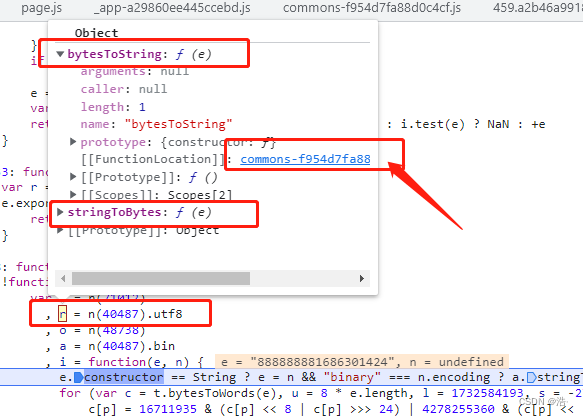 page.js _app-a29860ee445ccebd.js commons-f954d7fa88d0c4cf.js 459.a2b46a9918
Object
bytesToString: ƒ (e)
arguments: null
caller: null
length: 1
name: "bytesToString"
prototype: {constructor: ƒ}
[[FunctionLocation]]: commons-f954d7fa88
[[Prototype]]: ƒ ()
[[Scopes]]: Scopes[2]
stringToBytes: ƒ (e)
[[Prototype]]: Object
}
if
e =
var
ret : i.test(e) ? NaN : +e
}
3: func
var r =
e.expor
ret
}
: funct
!functi
var = n(71012)
, r = n(40487).utf8
, o = n(48738)
, a = n(40487).bin
, i = function(e, n) { e = "888888881686301424", n = undefined
e.constructor == String ? e = n && "binary" === n.encoding ? a.string
for (var c = t.bytesToWords(e), u = 8 * e.length, l = 1732584193, s = -2
c[p] = 16711935 & (c[p] << 8 | c[p] >>> 24) | 4278255360 & (c[p]
CSDN @浩.